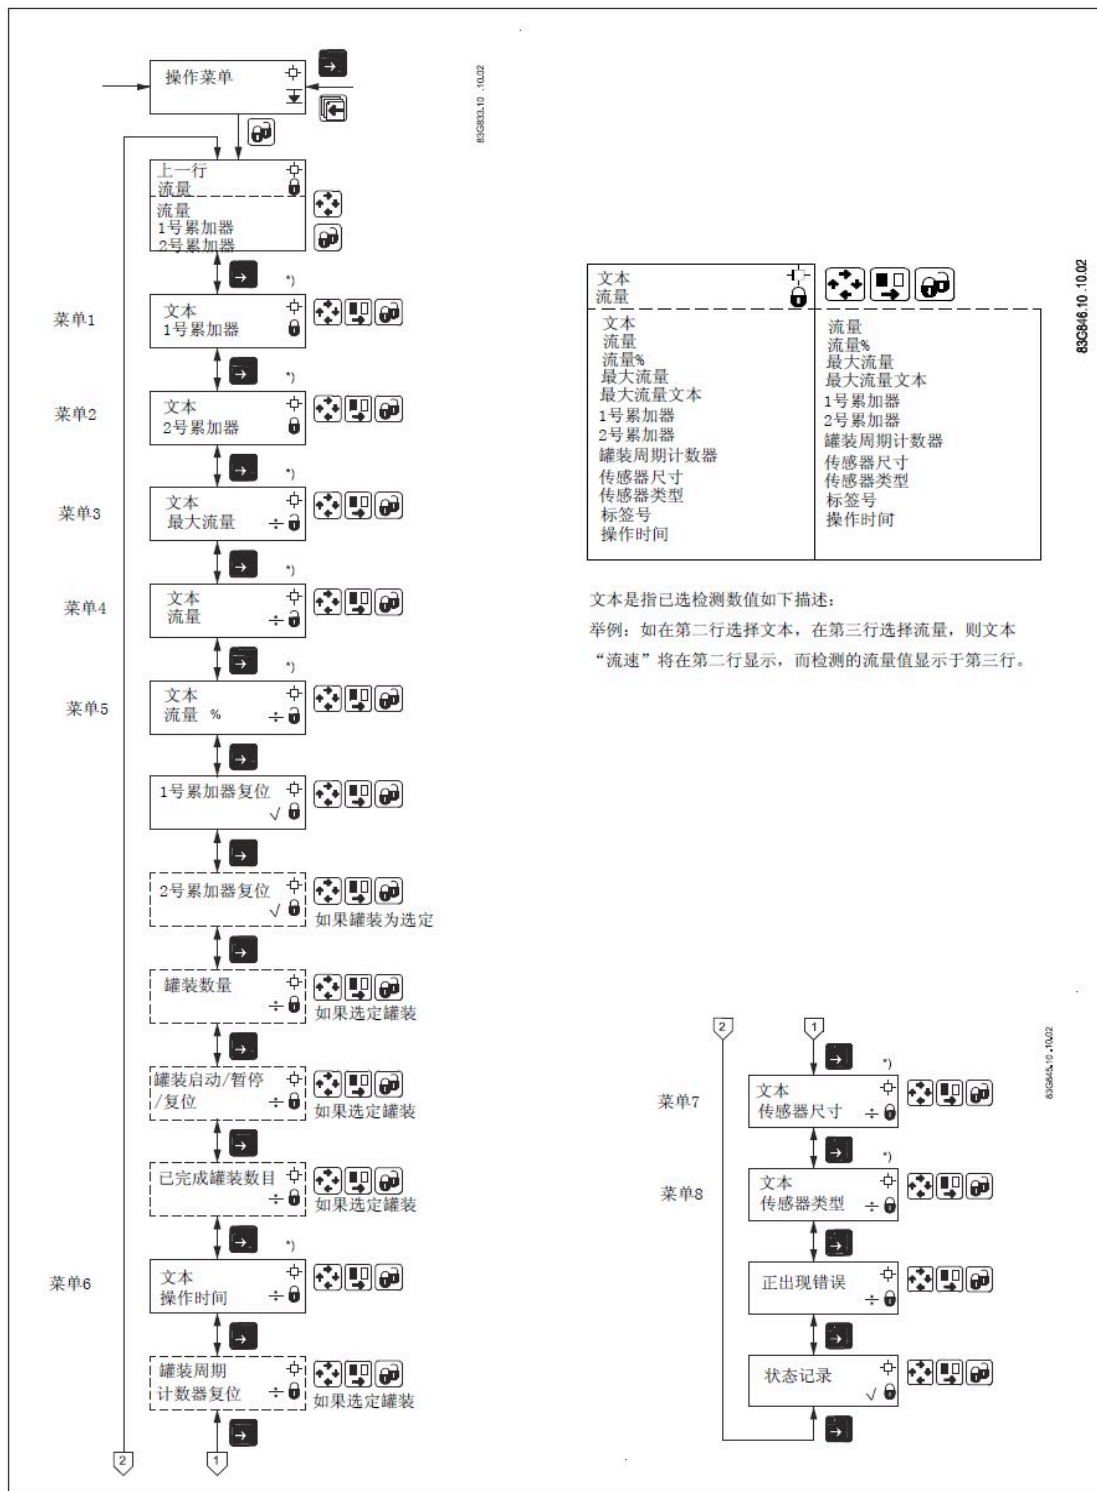 操作菜单
83G833.10 .10.02
上一行
流量
流量
1号累加器
2号累加器
*)
菜单1
文本
1号累加器
*)
菜单2
文本
2号累加器
*)
菜单3
文本
最大流量
*)
菜单4
文本
流量
*)
菜单5
文本
流量 %
1号累加器复位
2号累加器复位
如果罐装为选定
罐装数量
如果选定罐装
罐装启动/暂停
/复位
如果选定罐装
已完成罐装数目
如果选定罐装
*)
菜单6
文本
操作时间
罐装周期
计数器复位
如果选定罐装
2
1
文本
流量
83G846.10 .10.02
文本
流量
流量%
最大流量
最大流量文本
1号累加器
2号累加器
罐装周期计数器
传感器尺寸
传感器类型
标签号
操作时间
流量
流量%
最大流量
最大流量文本
1号累加器
2号累加器
罐装周期计数器
传感器尺寸
传感器类型
标签号
操作时间
文本是指已选检测数值如下描述：
举例：如在第二行选择文本，在第三行选择流量，则文本
“流速”将在第二行显示，而检测的流量值显示于第三行。
2
1
83G845.10 .10.02
*)
菜单7
文本
传感器尺寸
*)
菜单8
文本
传感器类型
正出现错误
状态记录